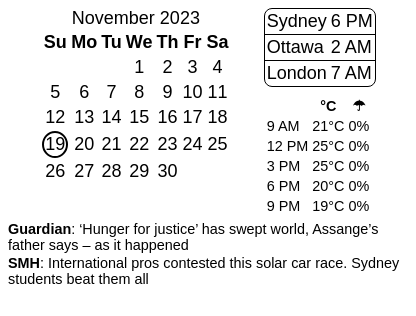 November 2023
Su Mo Tu We Th Fr Sa
1 2 3 4
5 6 7 8 9 10 11
12 13 14 15 16 17 18
19 20 21 22 23 24 25
26 27 28 29 30
Sydney 6 PM
Ottawa 2 AM
London 7 AM
°C ☂
9 AM 21°C 0%
12 PM 25°C 0%
3 PM 25°C 0%
6 PM 20°C 0%
9 PM 19°C 0%
Guardian: ‘Hunger for justice’ has swept world, Assange’s
father says – as it happened
SMH: International pros contested this solar car race. Sydney
students beat them all